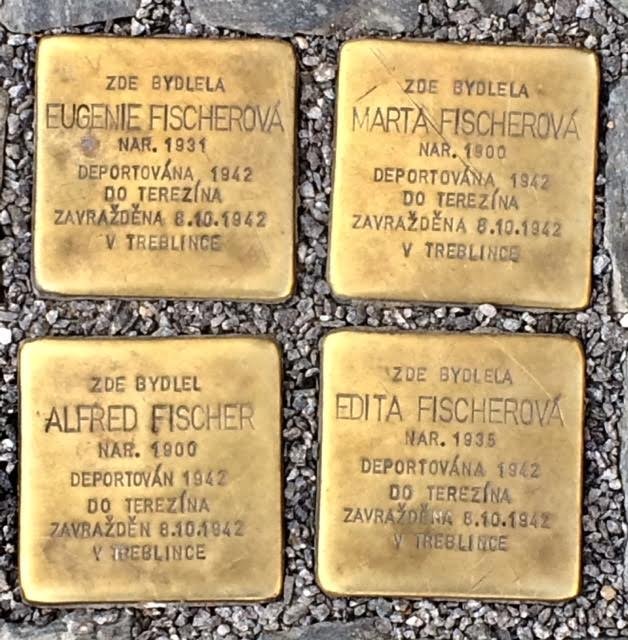 ZDE BYDLELA
EUGENIE FISCHEROVÁ
NAR. 1931
DEPORTOVÁNA 1942
DO TEREZÍNA
ZAVRAŽDĚNA 8.10.1942
V TREBLINCE
ZDE BYDLELA
MARTA FISCHEROVÁ
NAR. 1900
DEPORTOVÁNA 1942
DO TEREZÍNA
ZAVRAŽDĚNA 8.10.1942
V TREBLINCE
ZDE BYDLEL
ALFRED FISCHER
NAR. 1900
DEPORTOVÁN 1942
DO TEREZÍNA
ZAVRAŽDĚN 8.10.1942
V TREBLINCE
ZDE BYDLELA
EDITA FISCHEROVÁ
NAR. 1935
DEPORTOVÁNA 1942
DO TEREZÍNA
ZAVRAŽDĚNA 8.10.1942
V TREBLINCE